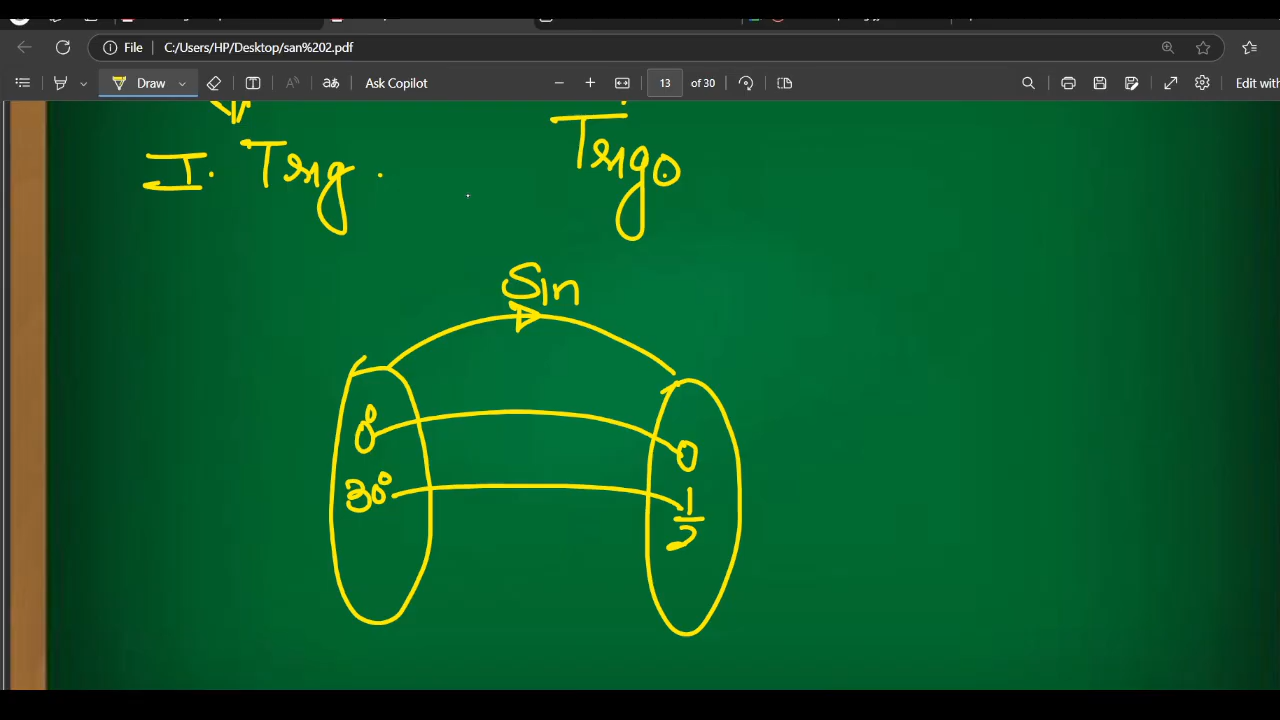 File C:/Users/HP/Desktop/san%202.pdf
Draw Ask Copilot 13 of 30 Edit with
I. Trig. Trigo
Sin
0° 0
30° 1/2